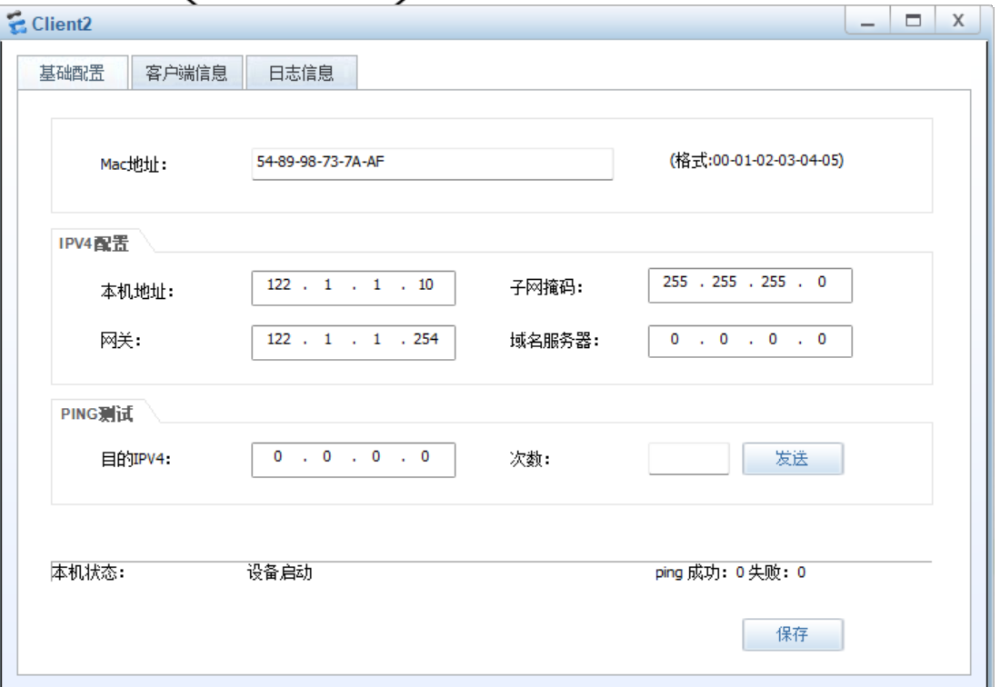 Client2
基础配置 客户端信息 日志信息
Mac地址： 54-89-98-73-7A-AF (格式:00-01-02-03-04-05)
IPV4配置
本机地址： 122 . 1 . 1 . 10 子网掩码： 255 . 255 . 255 . 0
网关： 122 . 1 . 1 . 254 域名服务器： 0 . 0 . 0 . 0
PING测试
目的IPV4： 0 . 0 . 0 . 0 次数： 发送
本机状态： 设备启动 ping 成功：0 失败：0
保存